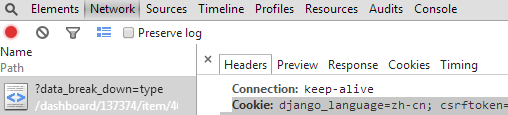 Elements Network Sources Timeline Profiles Resources Audits Console
Preserve log
Name
Path
Headers Preview Response Cookies Timing
?data_break_down=type
/dashboard/137374/item/4
Connection: keep-alive
Cookie: django_language=zh-cn; csrftoken=